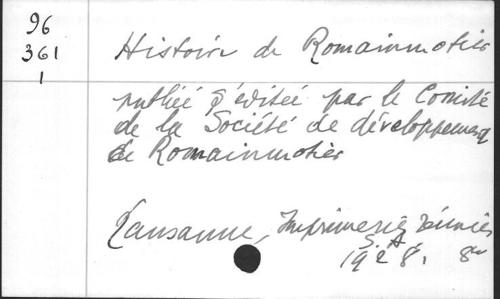 96
361
1
Histoire de Romainmotier
publiée & éditée par le Comité
de la Société de développement
de Romainmotier
Lausanne, Imprimeries réunies
S. A.
1928. 8°